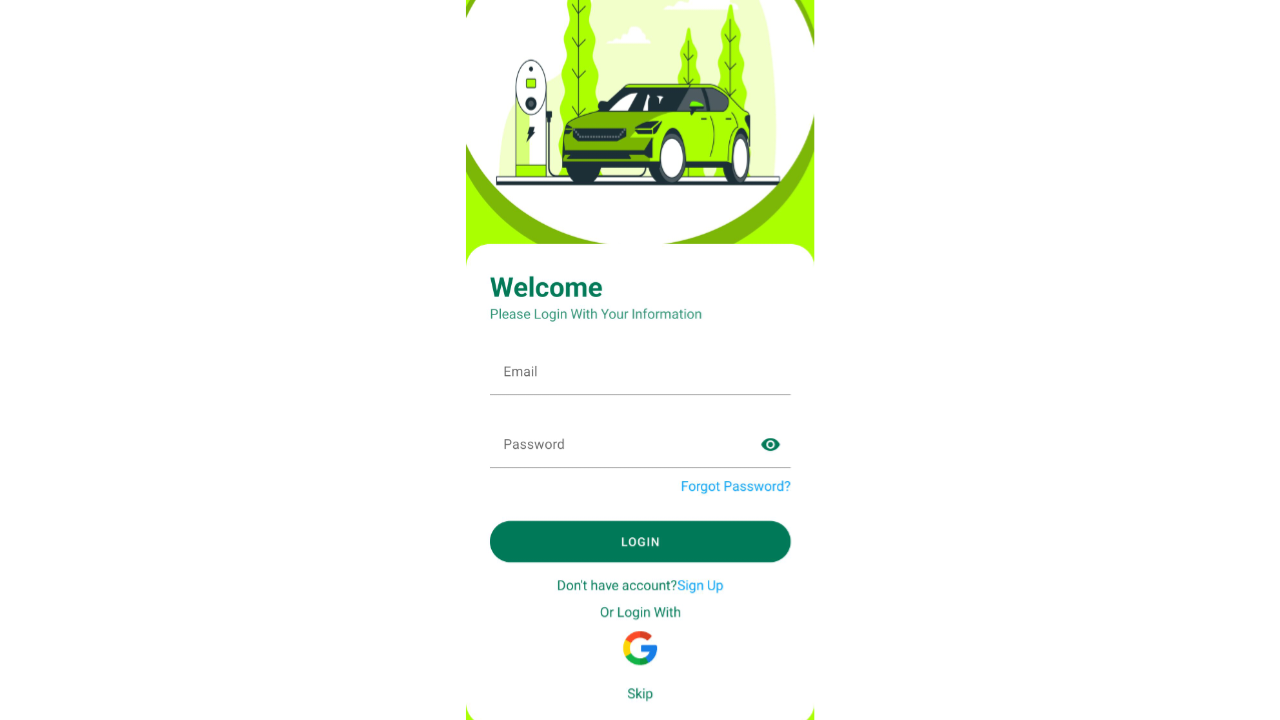 Welcome
Please Login With Your Information
Email
Password
Forgot Password?
LOGIN
Don't have account?Sign Up
Or Login With
Skip